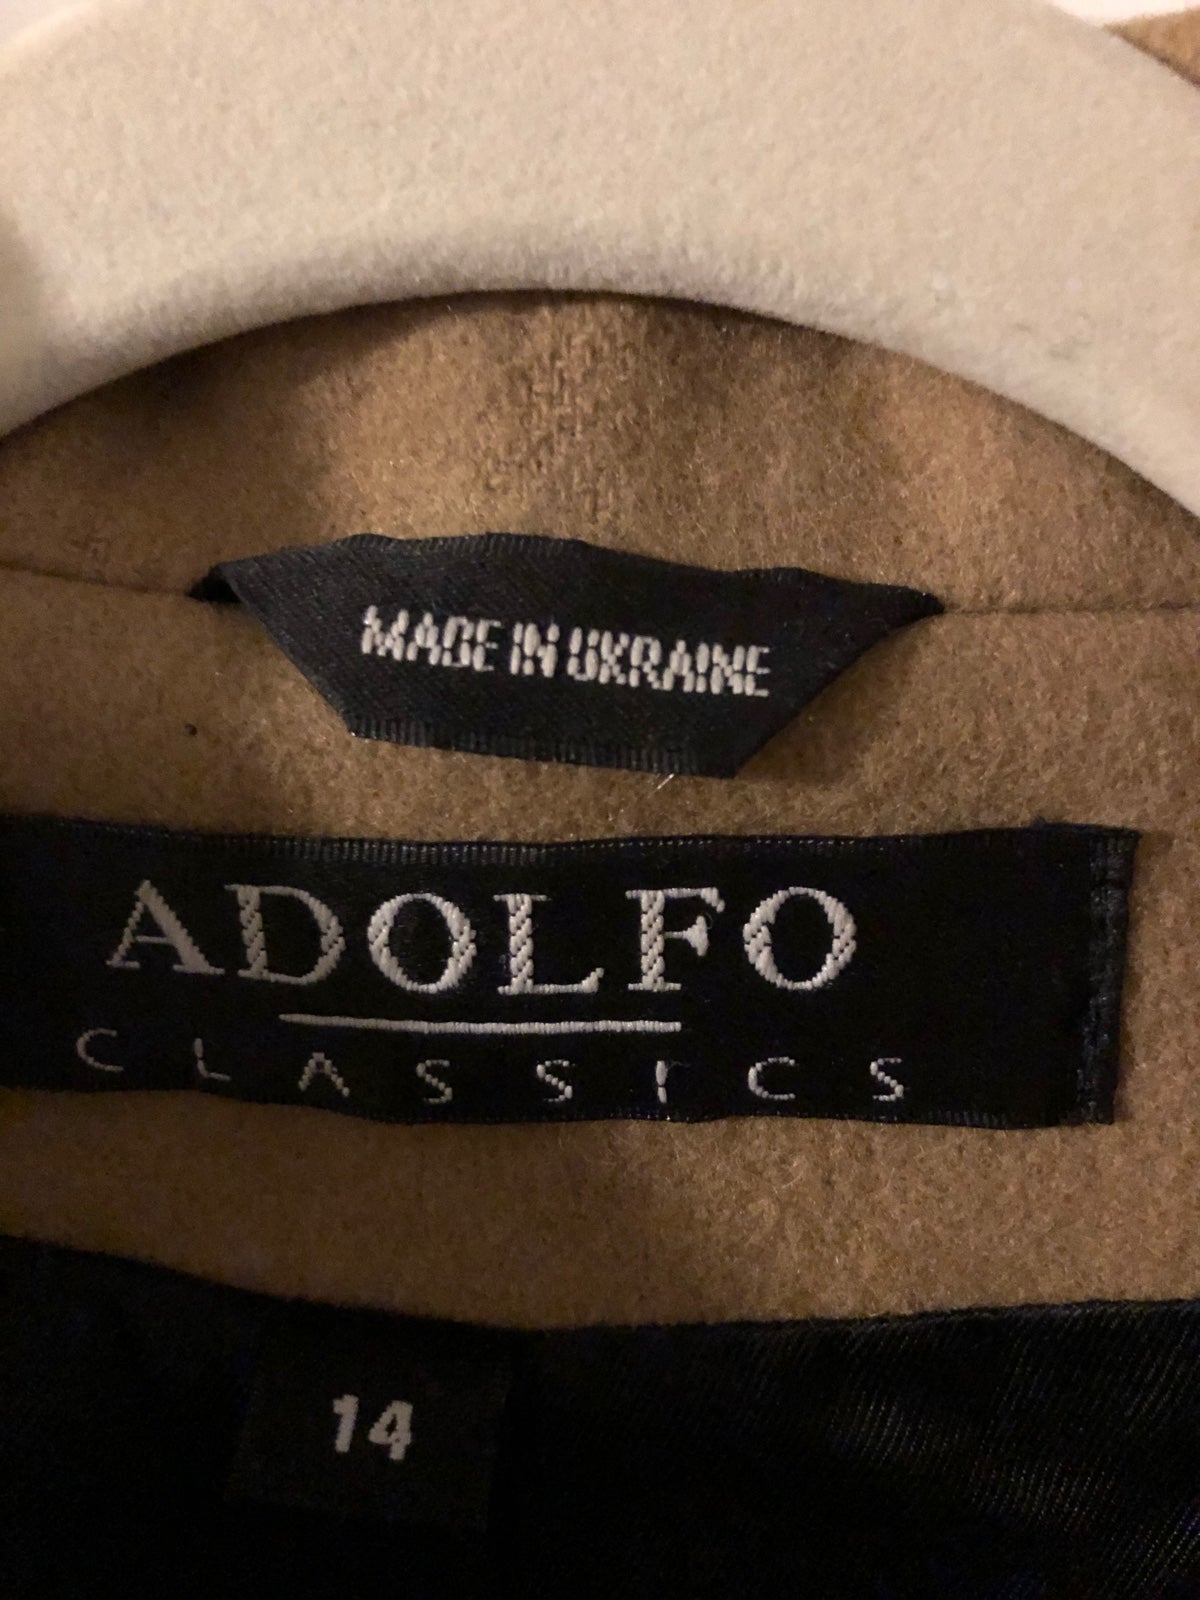 MADE IN UKRAINE
ADOLFO
CLASSICS
14